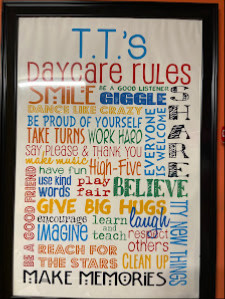 T.T.'s
Daycare rules
SMILE
BE A GOOD LISTENER
GIGGLE
DANCE LIKE CRAZY
SHARE
BE PROUD OF YOURSELF
TAKE TURNS WORK HARD
EVERYONE
IS WELCOME
SAY PLEASE & THANK YOU
make music
High-Five
have fun
use kind
words
play
fair
BELIEVE
BE A GOOD FRIEND
GIVE BIG HUGS
TRY NEW THINGS
encourage
IMAGINE
learn
and teach
laugh
respect
others
REACH FOR
THE STARS
CLEAN UP
MAKE MEMORIES